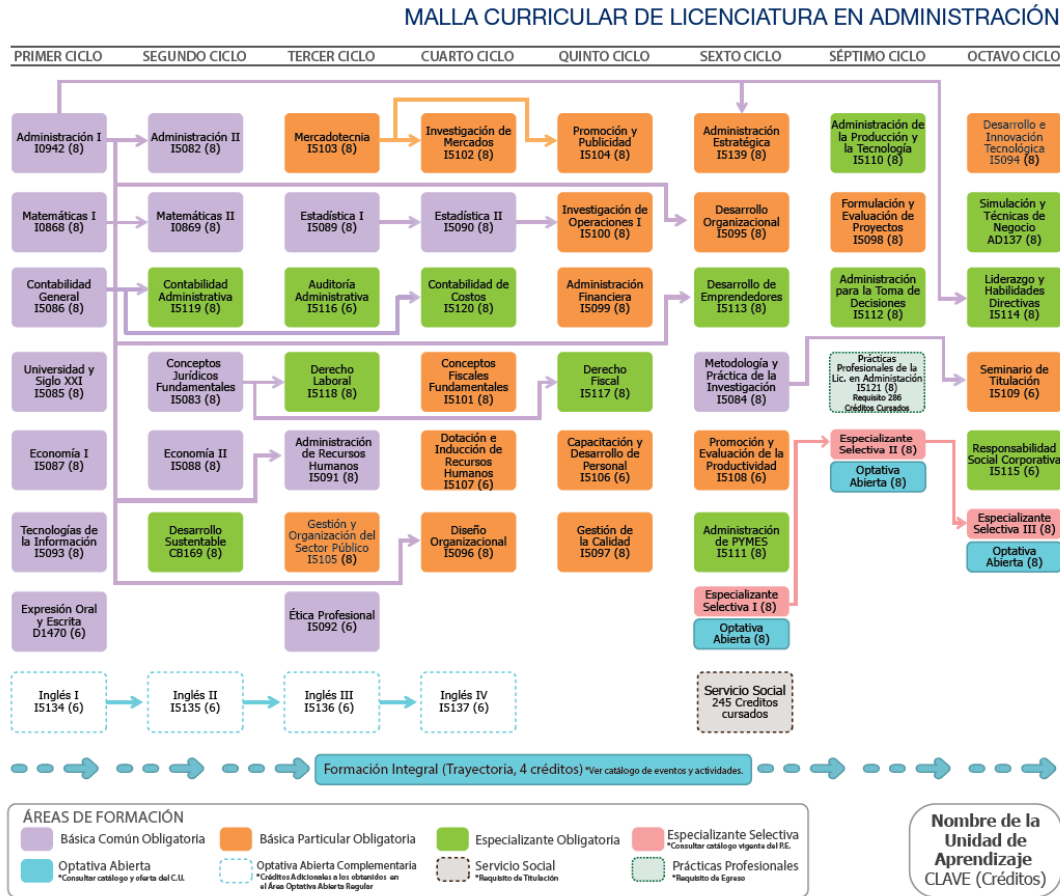 MALLA CURRICULAR DE LICENCIATURA EN ADMINISTRACIÓN
PRIMER CICLO
SEGUNDO CICLO
TERCER CICLO
CUARTO CICLO
QUINTO CICLO
SEXTO CICLO
SÉPTIMO CICLO
OCTAVO CICLO
Administración I
I0942 (8)
Administración II
I5082 (8)
Mercadotecnia
I5103 (8)
Investigación de
Mercados
I5102 (8)
Promoción y
Publicidad
I5104 (8)
Administración
Estratégica
I5139 (8)
Administración de
la Producción y
la Tecnología
I5110 (8)
Desarrollo e
Innovación
Tecnológica
I5094 (8)
Matemáticas I
I0868 (8)
Matemáticas II
I0869 (8)
Estadística I
I5089 (8)
Estadística II
I5090 (8)
Investigación de
Operaciones I
I5100 (8)
Desarrollo
Organizacional
I5095 (8)
Formulación y
Evaluación de
Proyectos
I5098 (8)
Simulación y
Técnicas de
Negocio
AD137 (8)
Contabilidad
General
I5086 (8)
Contabilidad
Administrativa
I5119 (8)
Auditoría
Administrativa
I5116 (6)
Contabilidad de
Costos
I5120 (8)
Administración
Financiera
I5099 (8)
Desarrollo de
Emprendedores
I5113 (8)
Administración
para la Toma de
Decisiones
I5112 (8)
Liderazgo y
Habilidades
Directivas
I5114 (8)
Universidad y
Siglo XXI
I5085 (8)
Conceptos
Jurídicos
Fundamentales
I5083 (8)
Derecho
Laboral
I5118 (8)
Conceptos
Fiscales
Fundamentales
I5101 (8)
Derecho
Fiscal
I5117 (8)
Metodología y
Práctica de la
Investigación
I5084 (8)
Prácticas
Profesionales de la
Lic. en Administación
I5121 (8)
Requisito 286
Créditos Cursados
Seminario de
Titulación
I5109 (6)
Economía I
I5087 (8)
Economía II
I5088 (8)
Administración
de Recursos
Humanos
I5091 (8)
Dotación e
Inducción de
Recursos
Humanos
I5107 (6)
Capacitación y
Desarrollo de
Personal
I5106 (6)
Promoción y
Evaluación de la
Productividad
I5108 (6)
Especializante
Selectiva II (8)
Optativa
Abierta (8)
Responsabilidad
Social Corporativa
I5115 (6)
Tecnologías de
la Información
I5093 (8)
Desarrollo
Sustentable
CB169 (8)
Gestión y
Organización del
Sector Público
I5105 (8)
Diseño
Organizacional
I5096 (8)
Gestión de
la Calidad
I5097 (8)
Administración
de PYMES
I5111 (8)
Especializante
Selectiva III (8)
Optativa
Abierta (8)
Expresión Oral
y Escrita
D1470 (6)
Ética Profesional
I5092 (6)
Especializante
Selectiva I (8)
Optativa
Abierta (8)
Inglés I
I5134 (6)
Inglés II
I5135 (6)
Inglés III
I5136 (6)
Inglés IV
I5137 (6)
Servicio Social
245 Creditos
cursados
Formación Integral (Trayectoria, 4 créditos) *Ver catálogo de eventos y actividades.
ÁREAS DE FORMACIÓN
Básica Común Obligatoria
Básica Particular Obligatoria
Especializante Obligatoria
Especializante Selectiva
*Consultar catálogo vigente del P.E.
Optativa Abierta
*Consultar catálogo y oferta del C.U.
Optativa Abierta Complementaria
*Créditos Adicionales a los obtenidos en
el Área Optativa Abierta Regular
Servicio Social
*Requisito de Titulación
Prácticas Profesionales
*Requisito de Egreso
Nombre de la
Unidad de
Aprendizaje
CLAVE (Créditos)